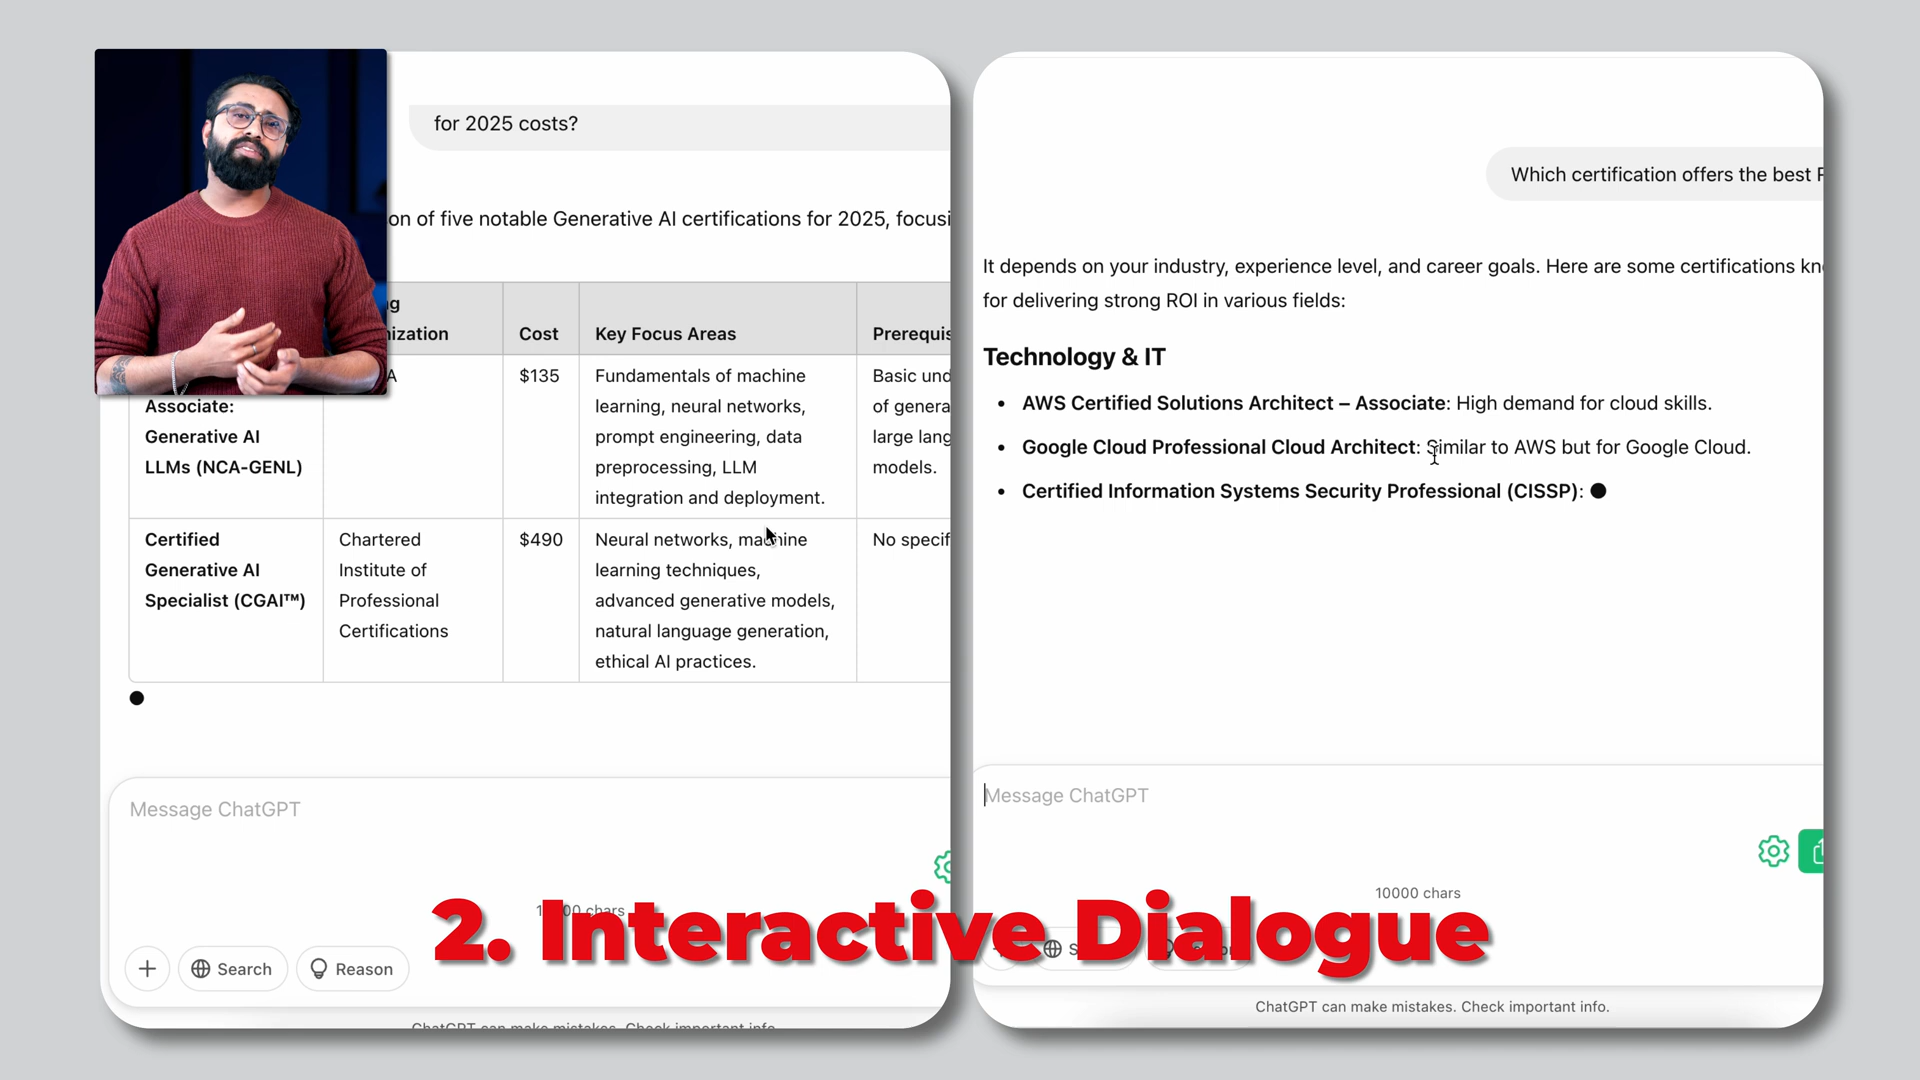 for 2025 costs?
on of five notable Generative AI certifications for 2025, focusi
Cost
Key Focus Areas
Associate:
Generative AI
LLMs (NCA-GENL)
$135
Fundamentals of machine
learning, neural networks,
prompt engineering, data
preprocessing, LLM
integration and deployment.
Basic und
of genera
large lang
models.
Certified
Generative AI
Specialist (CGAI™)
Chartered
Institute of
Professional
Certifications
$490
Neural networks, machine
learning techniques,
advanced generative models,
natural language generation,
ethical AI practices.
No specif
Message ChatGPT
Search
Reason
ChatGPT can make mistakes. Check important info.
Which certification offers the best
It depends on your industry, experience level, and career goals. Here are some certifications kn
for delivering strong ROI in various fields:
Technology & IT
• AWS Certified Solutions Architect – Associate: High demand for cloud skills.
• Google Cloud Professional Cloud Architect: Similar to AWS but for Google Cloud.
• Certified Information Systems Security Professional (CISSP):
Message ChatGPT
10000 chars
ChatGPT can make mistakes. Check important info.
2. Interactive Dialogue